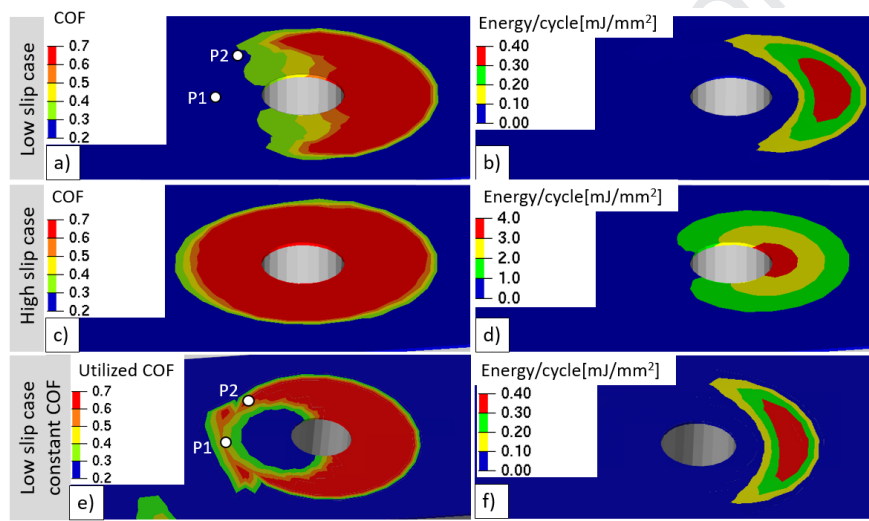 Low slip case
COF
0.7
0.6
0.5
0.4
0.3
0.2
P2
P1
a)
Energy/cycle[mJ/mm²]
0.40
0.30
0.20
0.10
0.00
b)
High slip case
COF
0.7
0.6
0.5
0.4
0.3
0.2
c)
Energy/cycle[mJ/mm²]
4.0
3.0
2.0
1.0
0.0
d)
Low slip case
constant COF
Utilized COF
0.7
0.6
0.5
0.4
0.3
0.2
P2
P1
e)
Energy/cycle[mJ/mm²]
0.40
0.30
0.20
0.10
0.00
f)